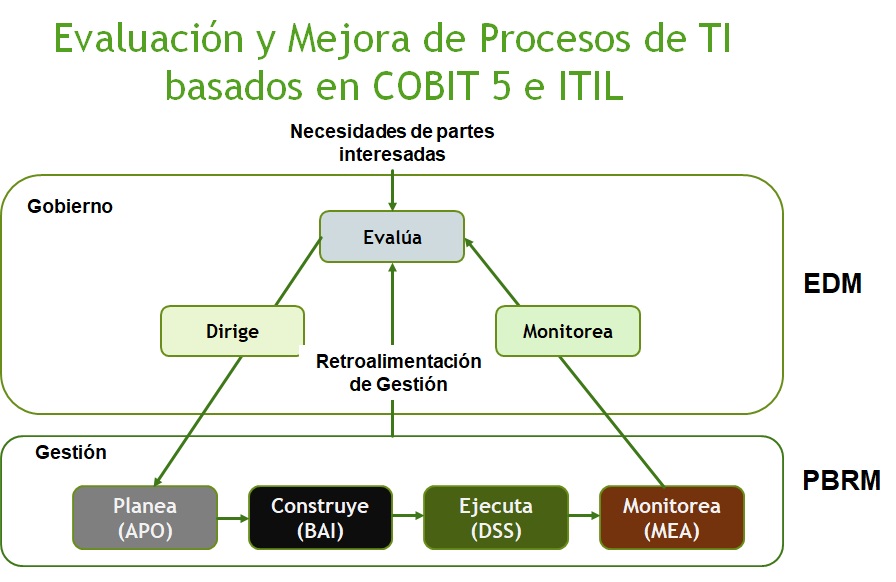 Evaluación y Mejora de Procesos de TI
basados en COBIT 5 e ITIL
Necesidades de partes
interesadas
Gobierno
Evalúa
EDM
Dirige
Monitorea
Retroalimentación
de Gestión
Gestión
PBRM
Planea
(APO)
Construye
(BAI)
Ejecuta
(DSS)
Monitorea
(MEA)